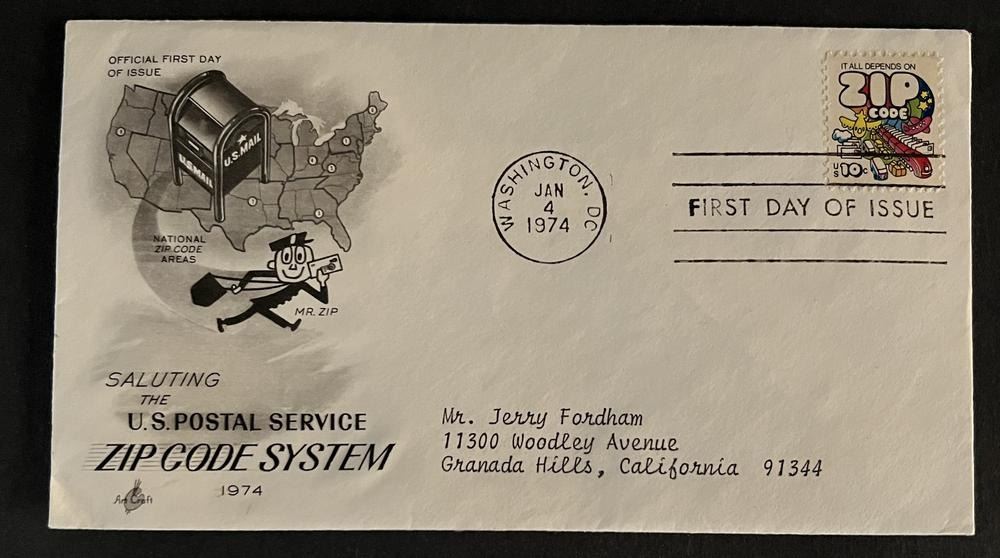 OFFICIAL FIRST DAY
OF ISSUE
U.S. MAIL
U.S. MAIL
NATIONAL
ZIP CODE
AREAS
MR. ZIP
SALUTING
THE
U.S. POSTAL SERVICE
ZIP CODE SYSTEM
1974
Art Craft
WASHINGTON, DC
JAN
4
1974
IT ALL DEPENDS ON
ZIP
CODE
US 10c
FIRST DAY OF ISSUE
Mr. Jerry Fordham
11300 Woodley Avenue
Granada Hills, California 91344